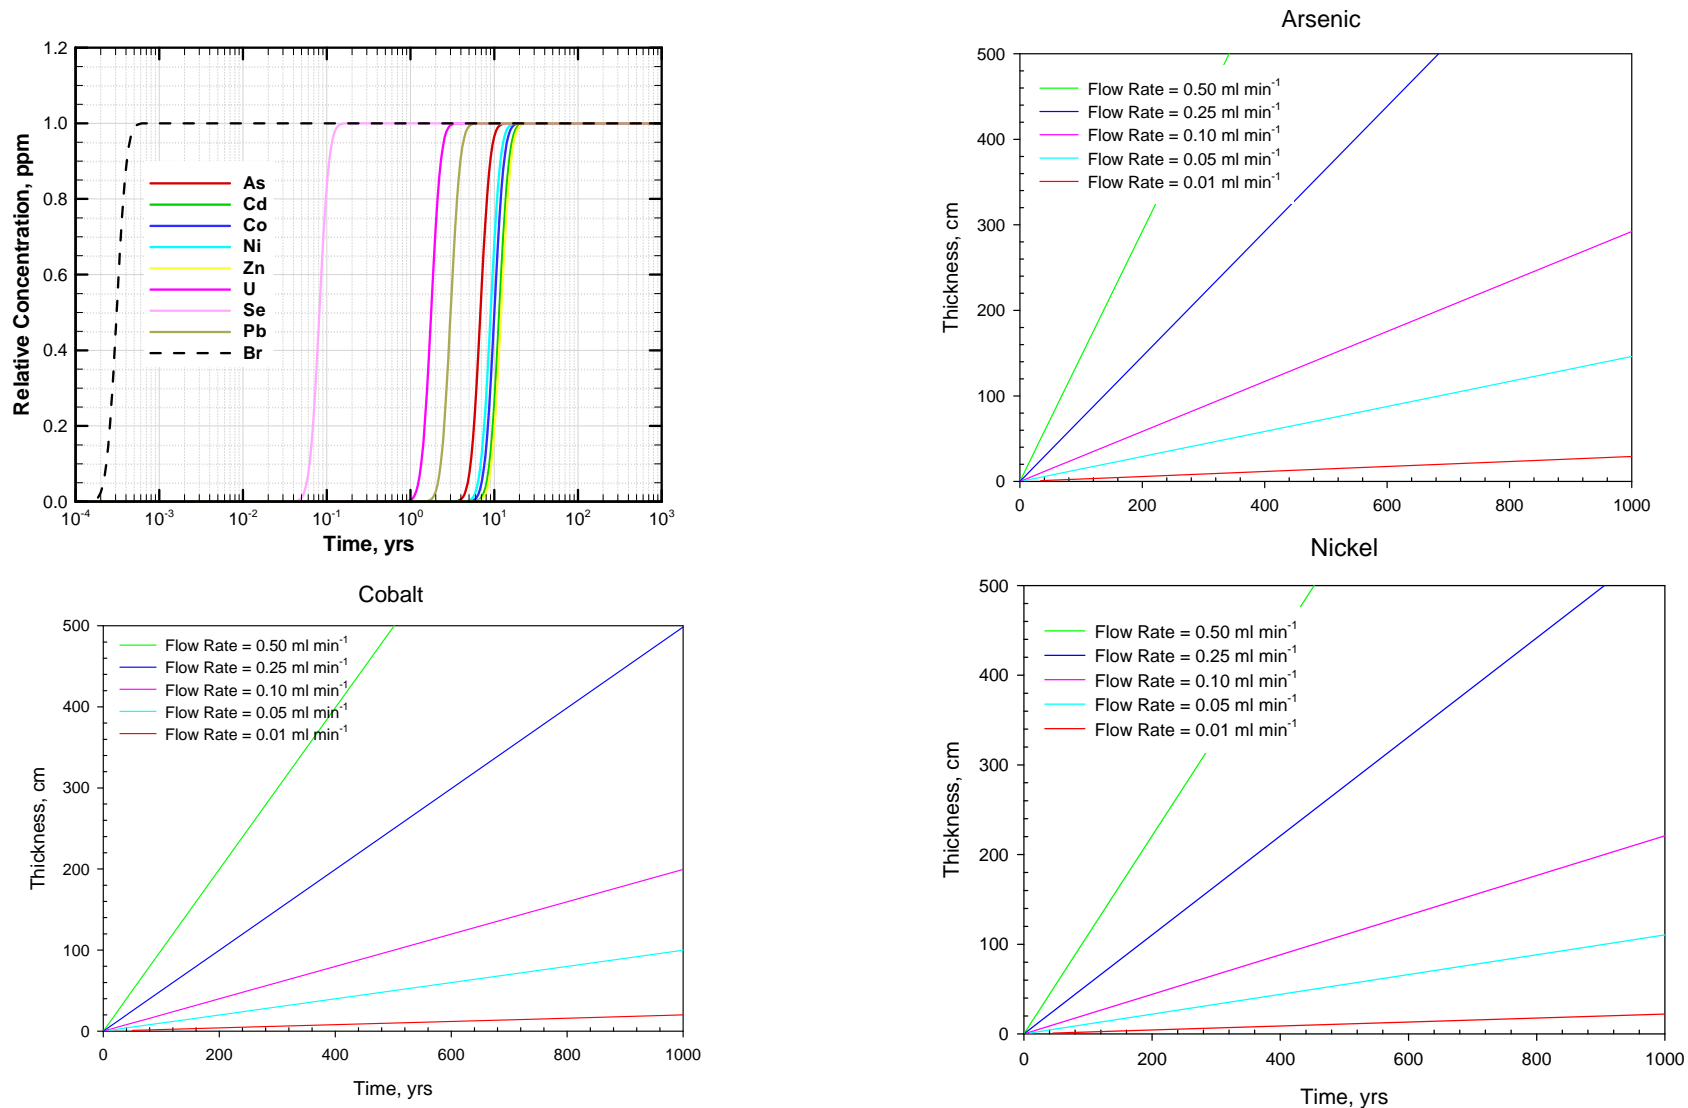 1.2
1.0
0.8
0.6
0.4
0.2
0.0
Relative Concentration, ppm
As
Cd
Co
Ni
Zn
U
Se
Pb
Br
10⁻⁴ 10⁻³ 10⁻² 10⁻¹ 10⁰ 10¹ 10² 10³
Time, yrs
Arsenic
500
400
300
200
100
0
Thickness, cm
Flow Rate = 0.50 ml min⁻¹
Flow Rate = 0.25 ml min⁻¹
Flow Rate = 0.10 ml min⁻¹
Flow Rate = 0.05 ml min⁻¹
Flow Rate = 0.01 ml min⁻¹
0 200 400 600 800 1000
Cobalt
500
400
300
200
100
0
Thickness, cm
Flow Rate = 0.50 ml min⁻¹
Flow Rate = 0.25 ml min⁻¹
Flow Rate = 0.10 ml min⁻¹
Flow Rate = 0.05 ml min⁻¹
Flow Rate = 0.01 ml min⁻¹
0 200 400 600 800 1000
Time, yrs
Nickel
500
400
300
200
100
0
Thickness, cm
Flow Rate = 0.50 ml min⁻¹
Flow Rate = 0.25 ml min⁻¹
Flow Rate = 0.10 ml min⁻¹
Flow Rate = 0.05 ml min⁻¹
Flow Rate = 0.01 ml min⁻¹
0 200 400 600 800 1000
Time, yrs